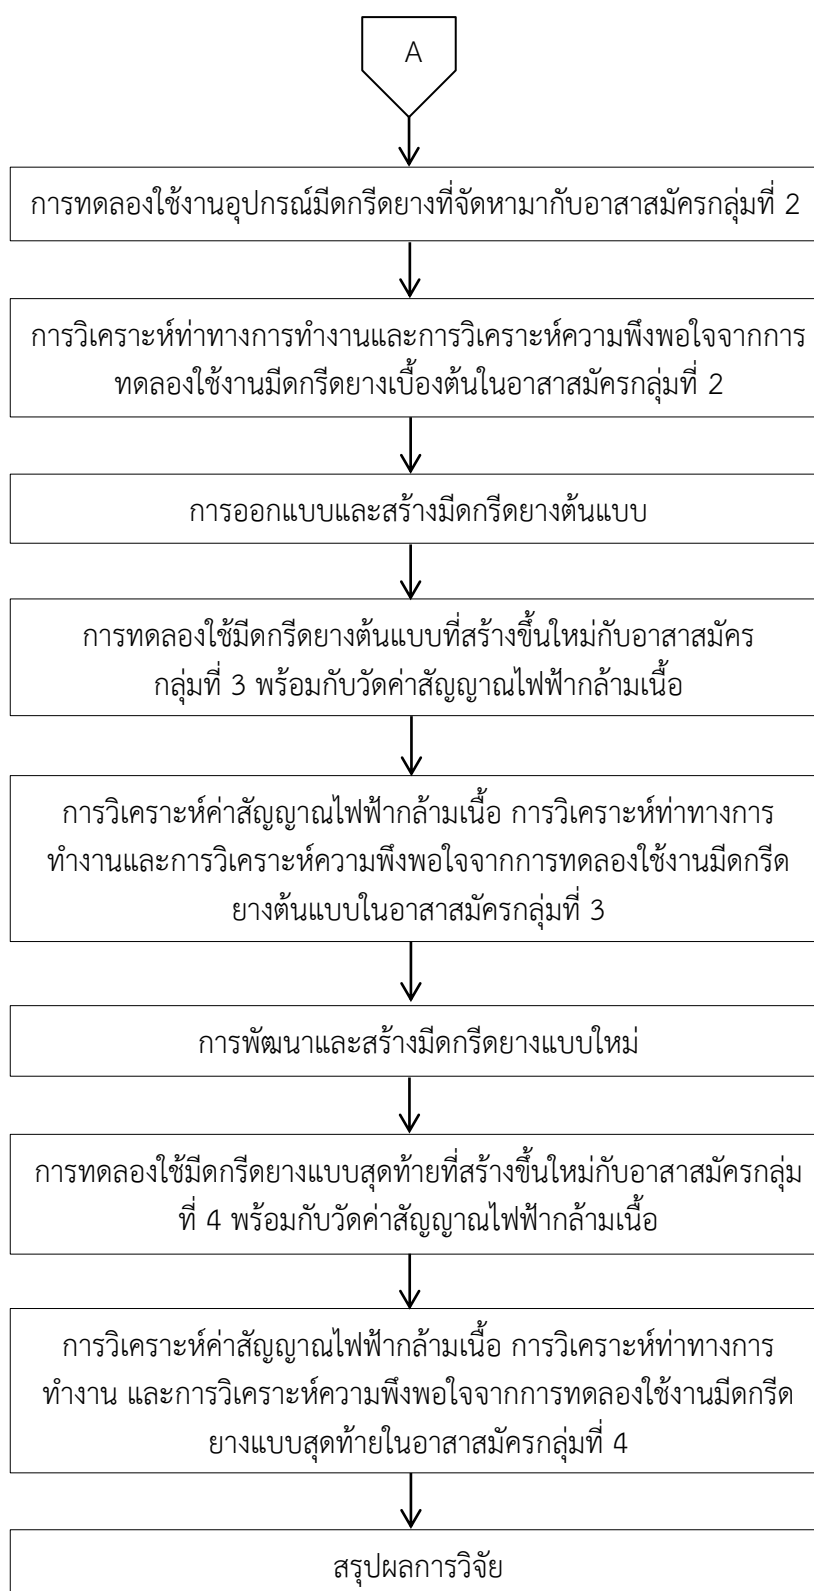 A
การทดลองใช้งานอุปกรณ์มีดกรีดยางที่จัดหามากับอาสาสมัครกลุ่มที่ 2
การวิเคราะห์ท่าทางการทำงานและการวิเคราะห์ความพึงพอใจจากการ
ทดลองใช้งานมีดกรีดยางเบื้องต้นในอาสาสมัครกลุ่มที่ 2
การออกแบบและสร้างมีดกรีดยางต้นแบบ
การทดลองใช้มีดกรีดยางต้นแบบที่สร้างขึ้นใหม่กับอาสาสมัคร
กลุ่มที่ 3 พร้อมกับวัดค่าสัญญาณไฟฟ้ากล้ามเนื้อ
การวิเคราะห์ค่าสัญญาณไฟฟ้ากล้ามเนื้อ การวิเคราะห์ท่าทางการ
ทำงานและการวิเคราะห์ความพึงพอใจจากการทดลองใช้งานมีดกรีด
ยางต้นแบบในอาสาสมัครกลุ่มที่ 3
การพัฒนาและสร้างมีดกรีดยางแบบใหม่
การทดลองใช้มีดกรีดยางแบบสุดท้ายที่สร้างขึ้นใหม่กับอาสาสมัครกลุ่ม
ที่ 4 พร้อมกับวัดค่าสัญญาณไฟฟ้ากล้ามเนื้อ
การวิเคราะห์ค่าสัญญาณไฟฟ้ากล้ามเนื้อ การวิเคราะห์ท่าทางการ
ทำงาน และการวิเคราะห์ความพึงพอใจจากการทดลองใช้งานมีดกรีด
ยางแบบสุดท้ายในอาสาสมัครกลุ่มที่ 4
สรุปผลการวิจัย